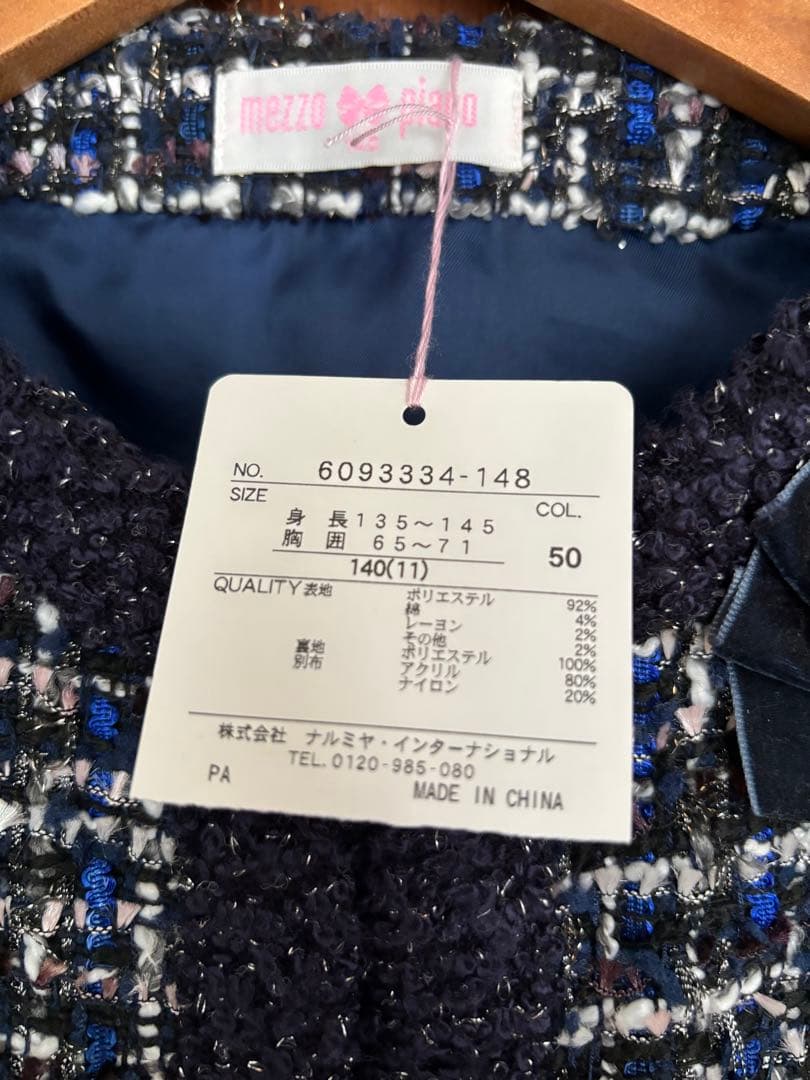 mezzo piano
NO. 6093334-148
SIZE COL.
身長 135～145
胸囲 65～71
50
140(11)
QUALITY 表地 ポリエステル 92%
綿 4%
レーヨン 2%
その他 2%
裏地 ポリエステル 100%
別布 アクリル 80%
ナイロン 20%
株式会社 ナルミヤ・インターナショナル
TEL. 0120-985-080
PA MADE IN CHINA